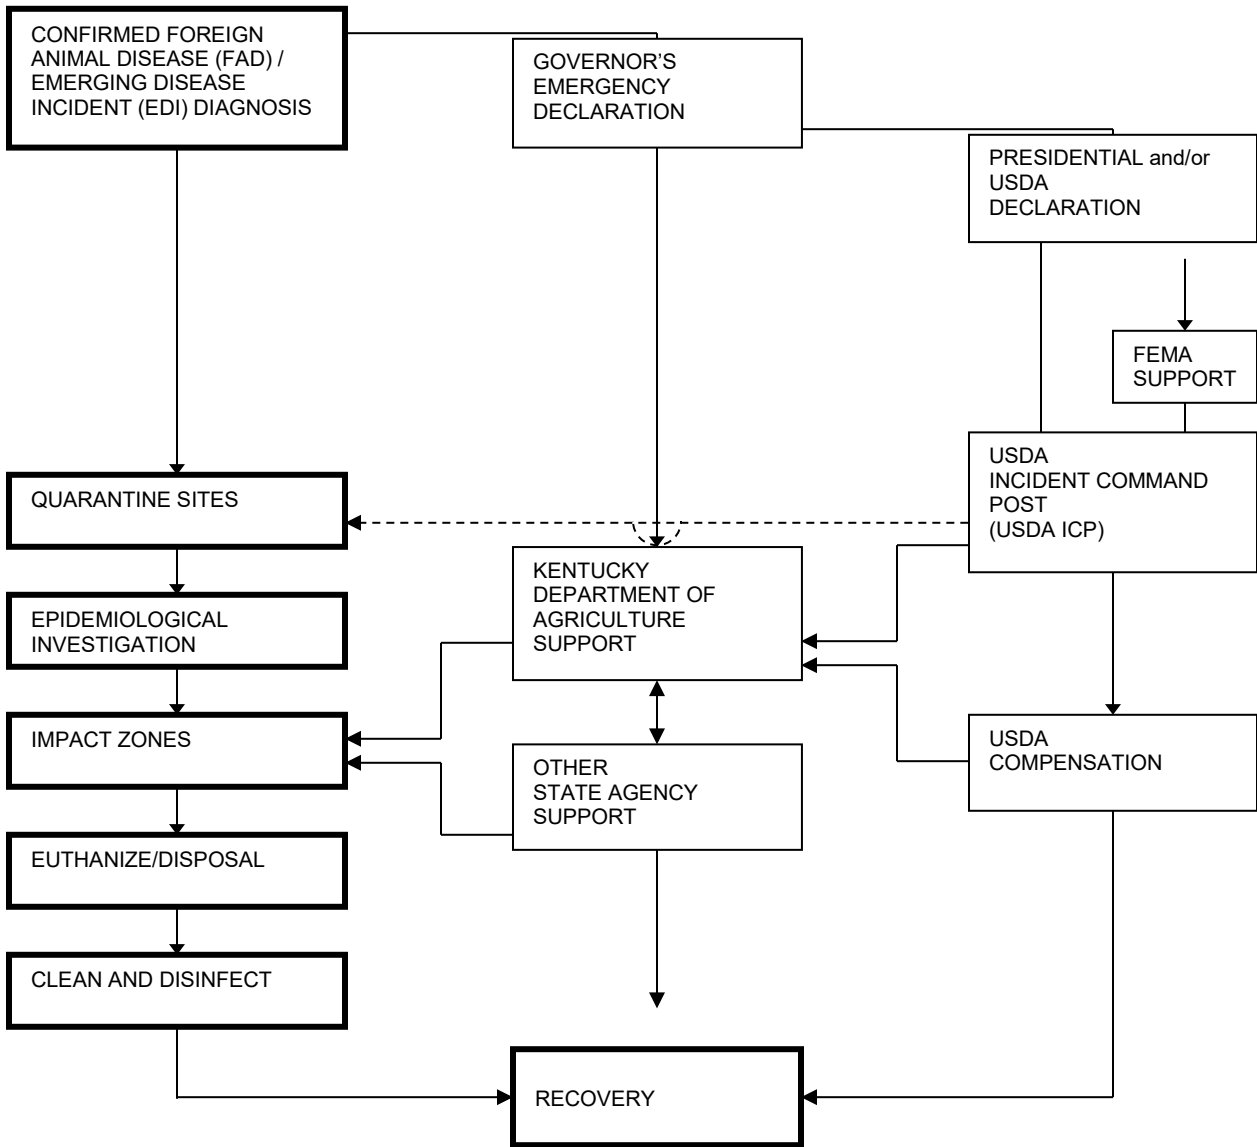 CONFIRMED FOREIGN
ANIMAL DISEASE (FAD) /
EMERGING DISEASE
INCIDENT (EDI) DIAGNOSIS
GOVERNOR’S
EMERGENCY
DECLARATION
PRESIDENTIAL and/or
USDA
DECLARATION
FEMA
SUPPORT
QUARANTINE SITES
USDA
INCIDENT COMMAND
POST
(USDA ICP)
KENTUCKY
DEPARTMENT OF
AGRICULTURE
SUPPORT
EPIDEMIOLOGICAL
INVESTIGATION
IMPACT ZONES
OTHER
STATE AGENCY
SUPPORT
USDA
COMPENSATION
EUTHANIZE/DISPOSAL
CLEAN AND DISINFECT
RECOVERY